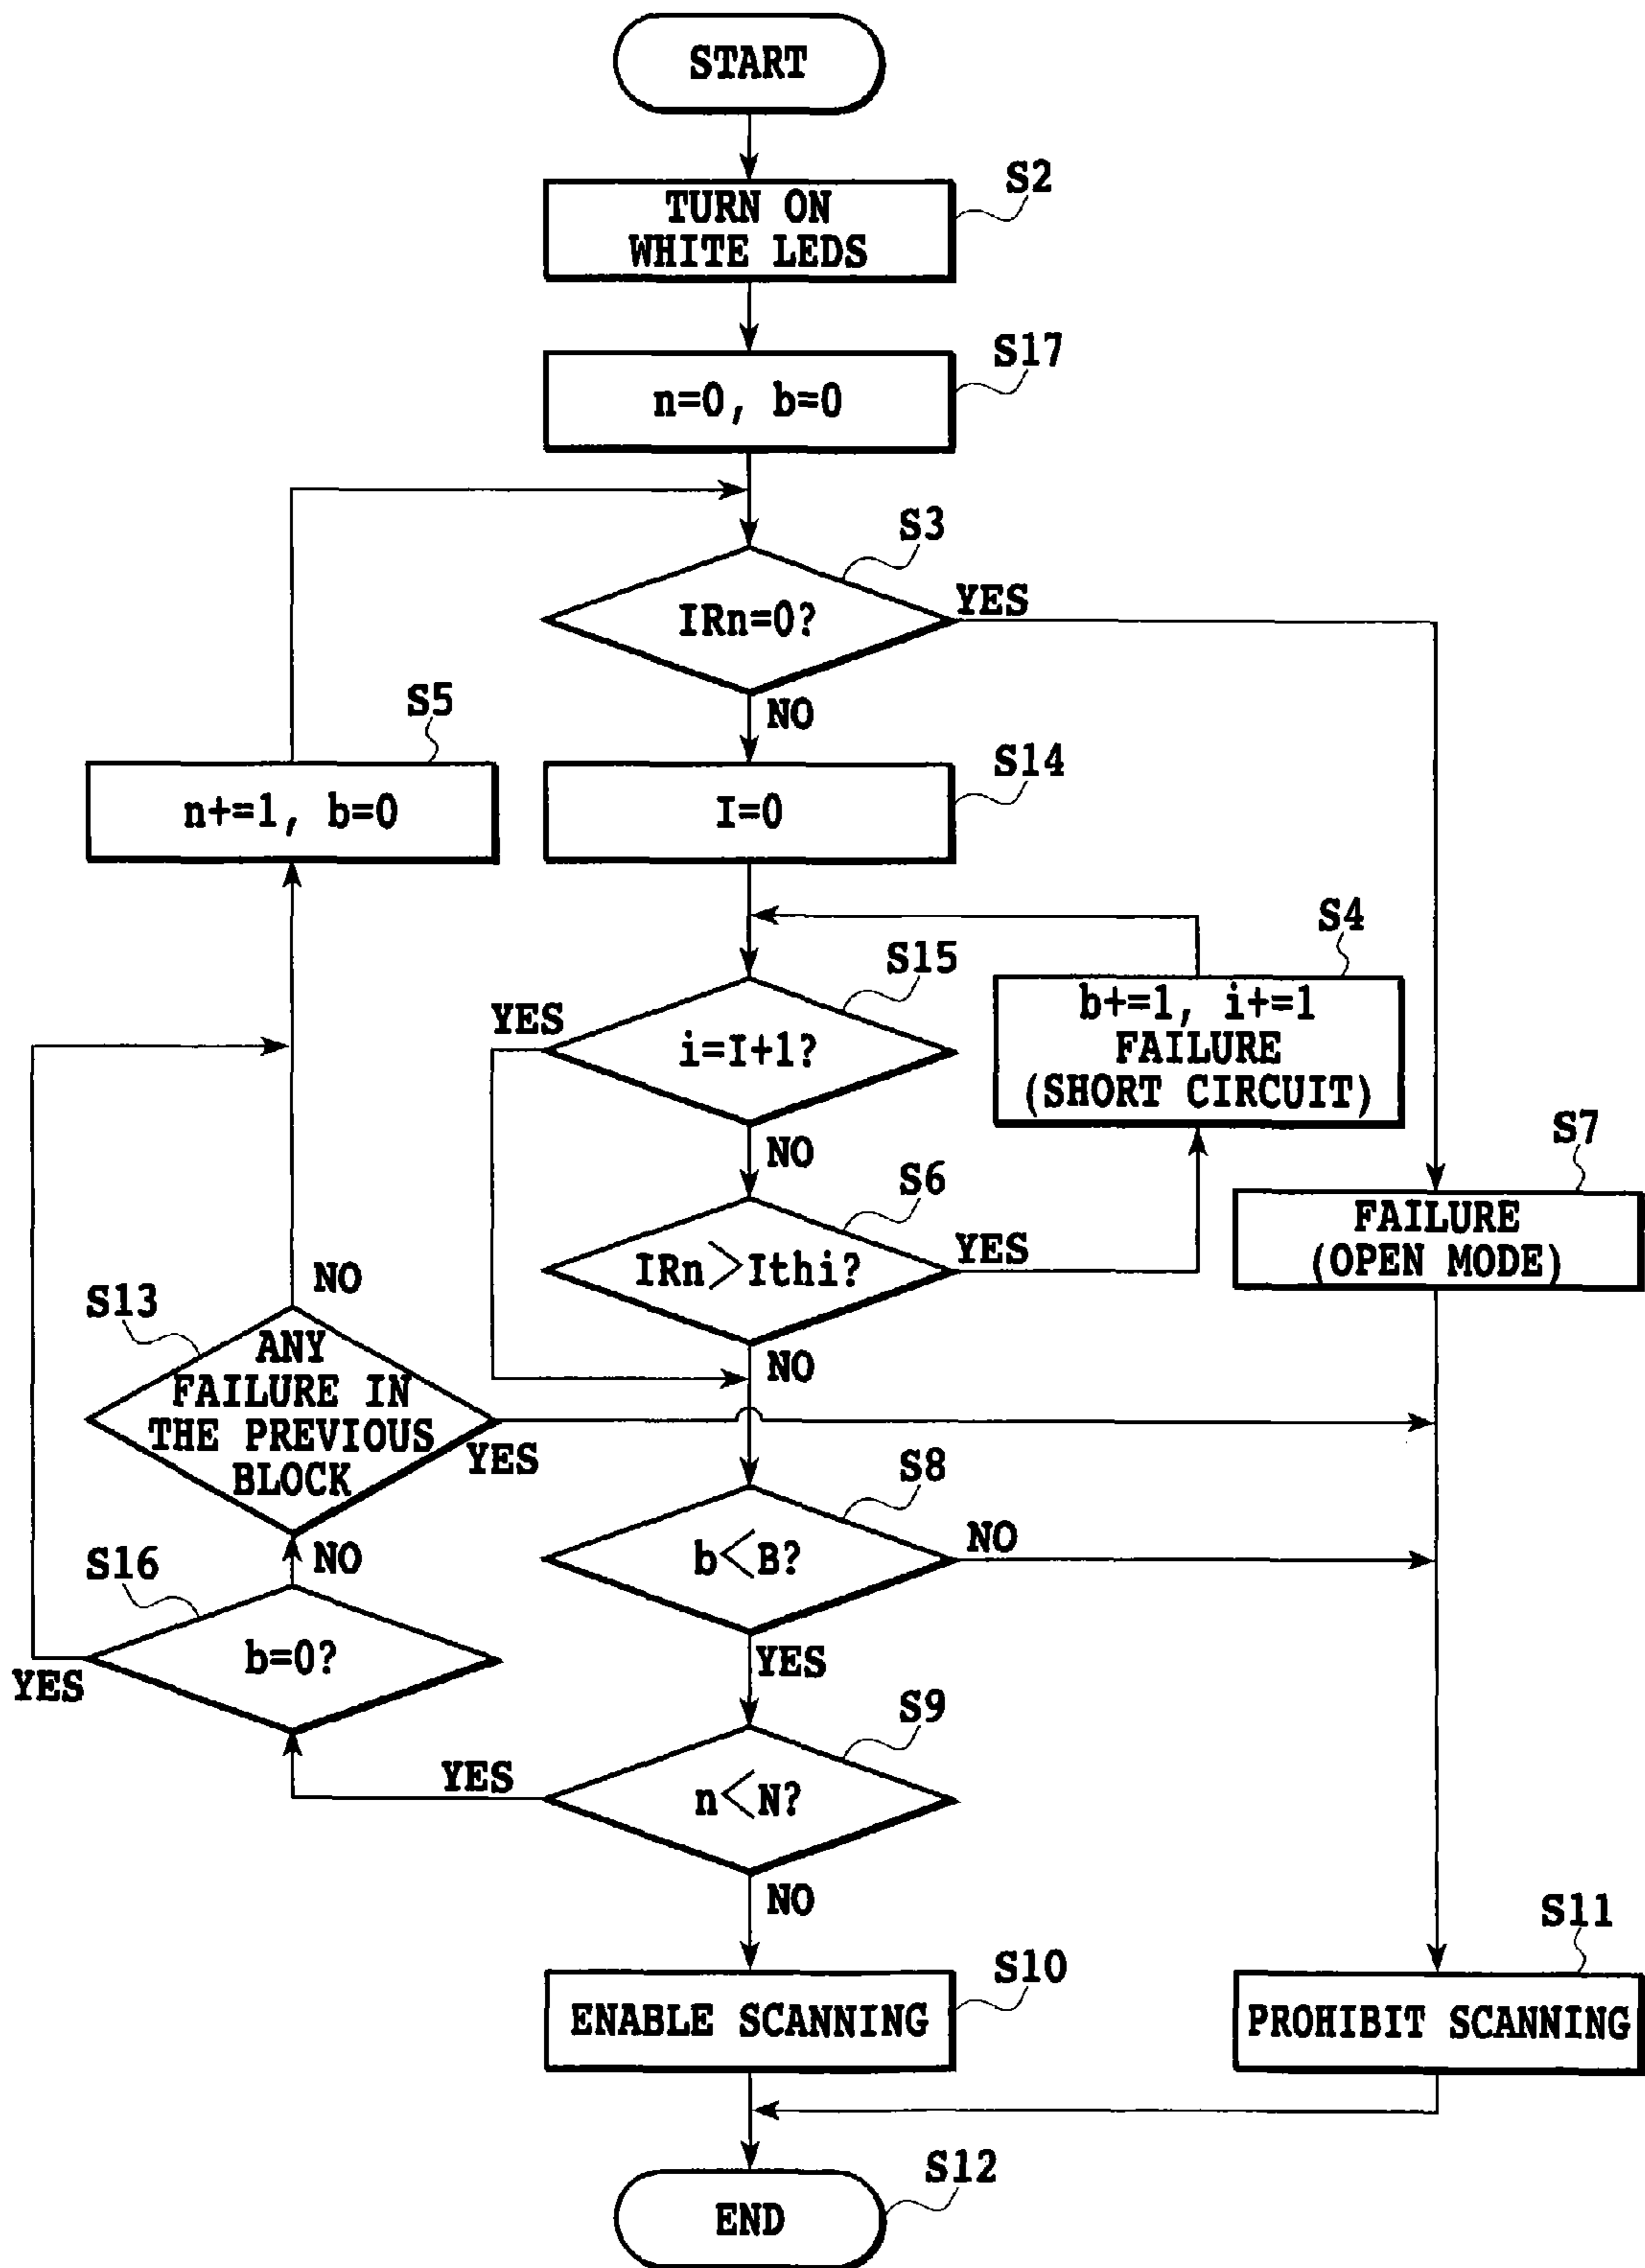 START
S2
TURN ON
WHITE LEDS
S17
n=0, b=0
S3
IRn=0?
YES
NO
S5
n+=1, b=0
S14
I=0
S4
b+=1, i+=1
FAILURE
(SHORT CIRCUIT)
S15
YES
i=I+1?
NO
S7
FAILURE
(OPEN MODE)
S6
IRn>Ithi?
YES
NO
S13
NO
ANY
FAILURE IN
THE PREVIOUS
BLOCK
YES
S8
b<B?
NO
YES
S16
NO
b=0?
YES
S9
YES
n<N?
NO
S10
ENABLE SCANNING
S11
PROHIBIT SCANNING
S12
END